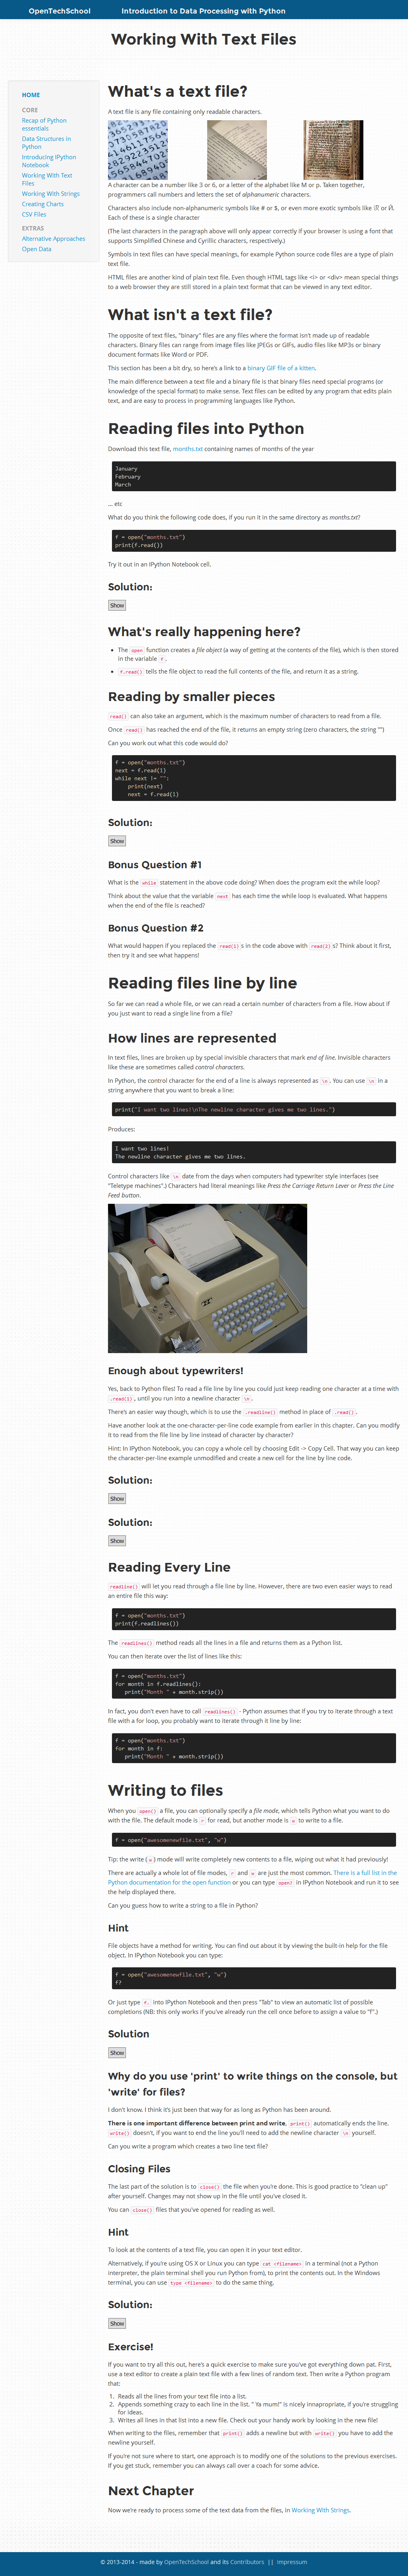 OpenTechSchool
Introduction to Data Processing with Python
Working With Text Files
HOME
CORE
Recap of Python
essentials
Data Structures in
Python
Introducing IPython
Notebook
Working With Text
Files
Working With Strings
Creating Charts
CSV Files
EXTRAS
Alternative Approaches
Open Data
What's a text file?
A text file is any file containing only readable characters.
A character can be a number like 3 or 6, or a letter of the alphabet like M or p. Taken together,
programmers call numbers and letters the set of alphanumeric characters.
Characters also include non-alphanumeric symbols like # or $, or even more exotic symbols like
Each of these is a single character
(The last characters in the paragraph above will only appear correctly if your browser is using a font that
supports Simplified Chinese and Cyrillic characters, respectively.)
Symbols in text files can have special meanings, for example Python source code files are a type of plain
text file.
HTML files are another kind of plain text file. Even though HTML tags like <i> or <div> mean special things
to a web browser they are still stored in a plain text format that can be viewed in any text editor.
What isn't a text file?
The opposite of text files, "binary" files are any files where the format isn't made up of readable
characters. Binary files can range from image files like JPEGs or GIFs, audio files like MP3s or binary
document formats like Word or PDF.
This section has been a bit dry, so here's a link to a binary GIF file of a kitten.
The main difference between a text file and a binary file is that binary files need special programs (or
knowledge of the special format) to make sense. Text files can be edited by any program that edits plain
text, and are easy to process in programming languages like Python.
Reading files into Python
Download this text file, months.txt containing names of months of the year
January
February
March
... etc
What do you think the following code does, if you run it in the same directory as months.txt?
f = open("months.txt")
print(f.read())
Try it out in an IPython Notebook cell.
Solution:
Show
What's really happening here?
The open function creates a file object (a way of getting at the contents of the file), which is then stored
in the variable f.
f.read() tells the file object to read the full contents of the file, and return it as a string.
Reading by smaller pieces
read() can also take an argument, which is the maximum number of characters to read from a file.
Once read() has reached the end of the file, it returns an empty string (zero characters, the string "")
Can you work out what this code would do?
f = open("months.txt")
next = f.read(1)
while next != "":
    print(next)
    next = f.read(1)
Solution:
Show
Bonus Question #1
What is the while statement in the above code doing? When does the program exit the while loop?
Think about the value that the variable next has each time the while loop is evaluated. What happens
when the end of the file is reached?
Bonus Question #2
What would happen if you replaced the read(1)s in the code above with read(2)s? Think about it first,
then try it and see what happens!
Reading files line by line
So far we can read a whole file, or we can read a certain number of characters from a file. How about if
you just want to read a single line from a file?
How lines are represented
In text files, lines are broken up by special invisible characters that mark end of line. Invisible characters
like these are sometimes called control characters.
In Python, the control character for the end of a line is always represented as \n. You can use \n in a
string anywhere that you want to break a line:
print("I want two lines!\nThe newline character gives me two lines.")
Produces:
I want two lines!
The newline character gives me two lines.
Control characters like \n date from the days when computers had typewriter style interfaces (see
"Teletype machines".) Characters had literal meanings like Press the Carriage Return Lever or Press the Line
Feed button.
Enough about typewriters!
Yes, back to Python files! To read a file line by line you could just keep reading one character at a time with
.read(1), until you run into a newline character \n.
There's an easier way though, which is to use the .readline() method in place of .read().
Have another look at the one-character-per-line code example from earlier in this chapter. Can you modify
it to read from the file line by line instead of character by character?
Hint: In IPython Notebook, you can copy a whole cell by choosing Edit -> Copy Cell. That way you can keep
the character-per-line example unmodified and create a new cell for the line by line code.
Solution:
Show
Solution:
Show
Reading Every Line
readline() will let you read through a file line by line. However, there are two even easier ways to read
an entire file this way:
f = open("months.txt")
print(f.readlines())
The readlines() method reads all the lines in a file and returns them as a Python list.
You can then iterate over the list of lines like this:
f = open("months.txt")
for month in f.readlines():
   print("Month " + month.strip())
In fact, you don't even have to call readlines() - Python assumes that if you try to iterate through a text
file with a for loop, you probably want to iterate through it line by line:
f = open("months.txt")
for month in f:
   print("Month " + month.strip())
Writing to files
When you open() a file, you can optionally specify a file mode, which tells Python what you want to do
with the file. The default mode is r for read, but another mode is w to write to a file.
f = open("awesomenewfile.txt", "w")
Tip: the write (w) mode will write completely new contents to a file, wiping out what it had previously!
There are actually a whole lot of file modes, r and w are just the most common. There is a full list in the
Python documentation for the open function or you can type open? in IPython Notebook and run it to see
the help displayed there.
Can you guess how to write a string to a file in Python?
Hint
File objects have a method for writing. You can find out about it by viewing the built-in help for the file
object. In IPython Notebook you can type:
f = open("awesomenewfile.txt", "w")
f?
Or just type f. into IPython Notebook and then press "Tab" to view an automatic list of possible
completions (NB: this only works if you've already run the cell once before to assign a value to "f".)
Solution
Show
Why do you use 'print' to write things on the console, but
'write' for files?
I don't know. I think it's just been that way for as long as Python has been around.
There is one important difference between print and write, print() automatically ends the line.
write() doesn't, if you want to end the line you'll need to add the newline character \n yourself.
Can you write a program which creates a two line text file?
Closing Files
The last part of the solution is to close() the file when you're done. This is good practice to "clean up"
after yourself. Changes may not show up in the file until you've closed it.
You can close() files that you've opened for reading as well.
Hint
To look at the contents of a text file, you can open it in your text editor.
Alternatively, if you're using OS X or Linux you can type cat <filename> in a terminal (not a Python
interpreter, the plain terminal shell you run Python from), to print the contents out. In the Windows
terminal, you can use type <filename> to do the same thing.
Solution:
Show
Exercise!
If you want to try all this out, here's a quick exercise to make sure you've got everything down pat. First,
use a text editor to create a plain text file with a few lines of random text. Then write a Python program
that:
1. Reads all the lines from your text file into a list.
2. Appends something crazy to each line in the list. " Ya mum!" is nicely innapropriate, if you're struggling
for ideas.
3. Writes all lines in that list into a new file. Check out your handy work by looking in the new file!
When writing to the files, remember that print() adds a newline but with write() you have to add the
newline yourself.
If you're not sure where to start, one approach is to modify one of the solutions to the previous exercises.
If you get stuck, remember you can always call over a coach for some advice.
Next Chapter
Now we're ready to process some of the text data from the files, in Working With Strings.
© 2013-2014 - made by OpenTechSchool and its Contributors || Impressum